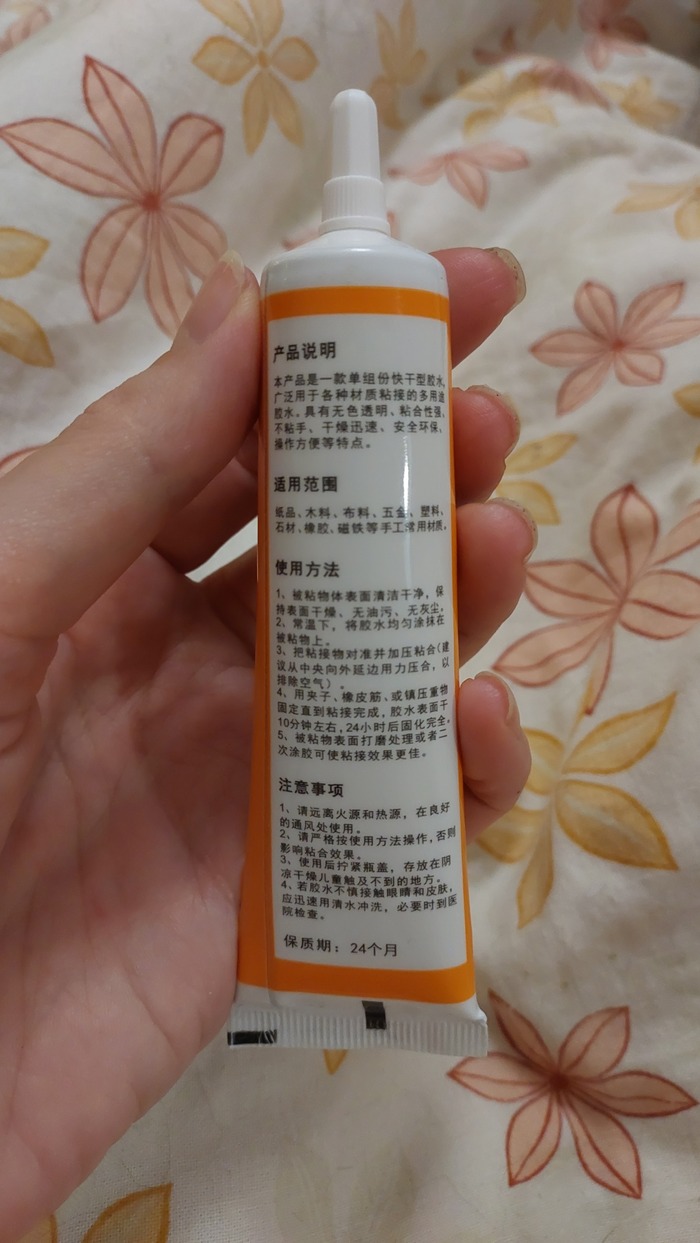 产品说明
本产品是一款单组份快干型胶水,
广泛用于各种材质粘接的多用途
胶水。具有无色透明、粘合性强、
不粘手、干燥迅速、安全环保、
操作方便等特点。
适用范围
纸品、木料、布料、五金、塑料、
石材、橡胶、磁铁等手工常用材质。
使用方法
1、被粘物体表面清洁干净,保
持表面干燥、无油污、无灰尘。
2、常温下,将胶水均匀涂抹在
被粘物上。
3、把粘接物对准并加压粘合(建
议从中央向外延边用力压合,以
排除空气)。
4、用夹子、橡皮筋、或镇压重物
固定直到粘接完成,胶水表面干
10分钟左右,24小时后固化完全。
5、被粘物表面打磨处理或者二
次涂胶可使粘接效果更佳。
注意事项
1、请远离火源和热源,在良好
的通风处使用。
2、请严格按使用方法操作,否则
影响粘合效果。
3、使用后拧紧瓶盖,存放在阴
凉干燥儿童触及不到的地方。
4、若胶水不慎接触眼睛和皮肤,
应迅速用清水冲洗,必要时到医
院检查。
保质期:24个月